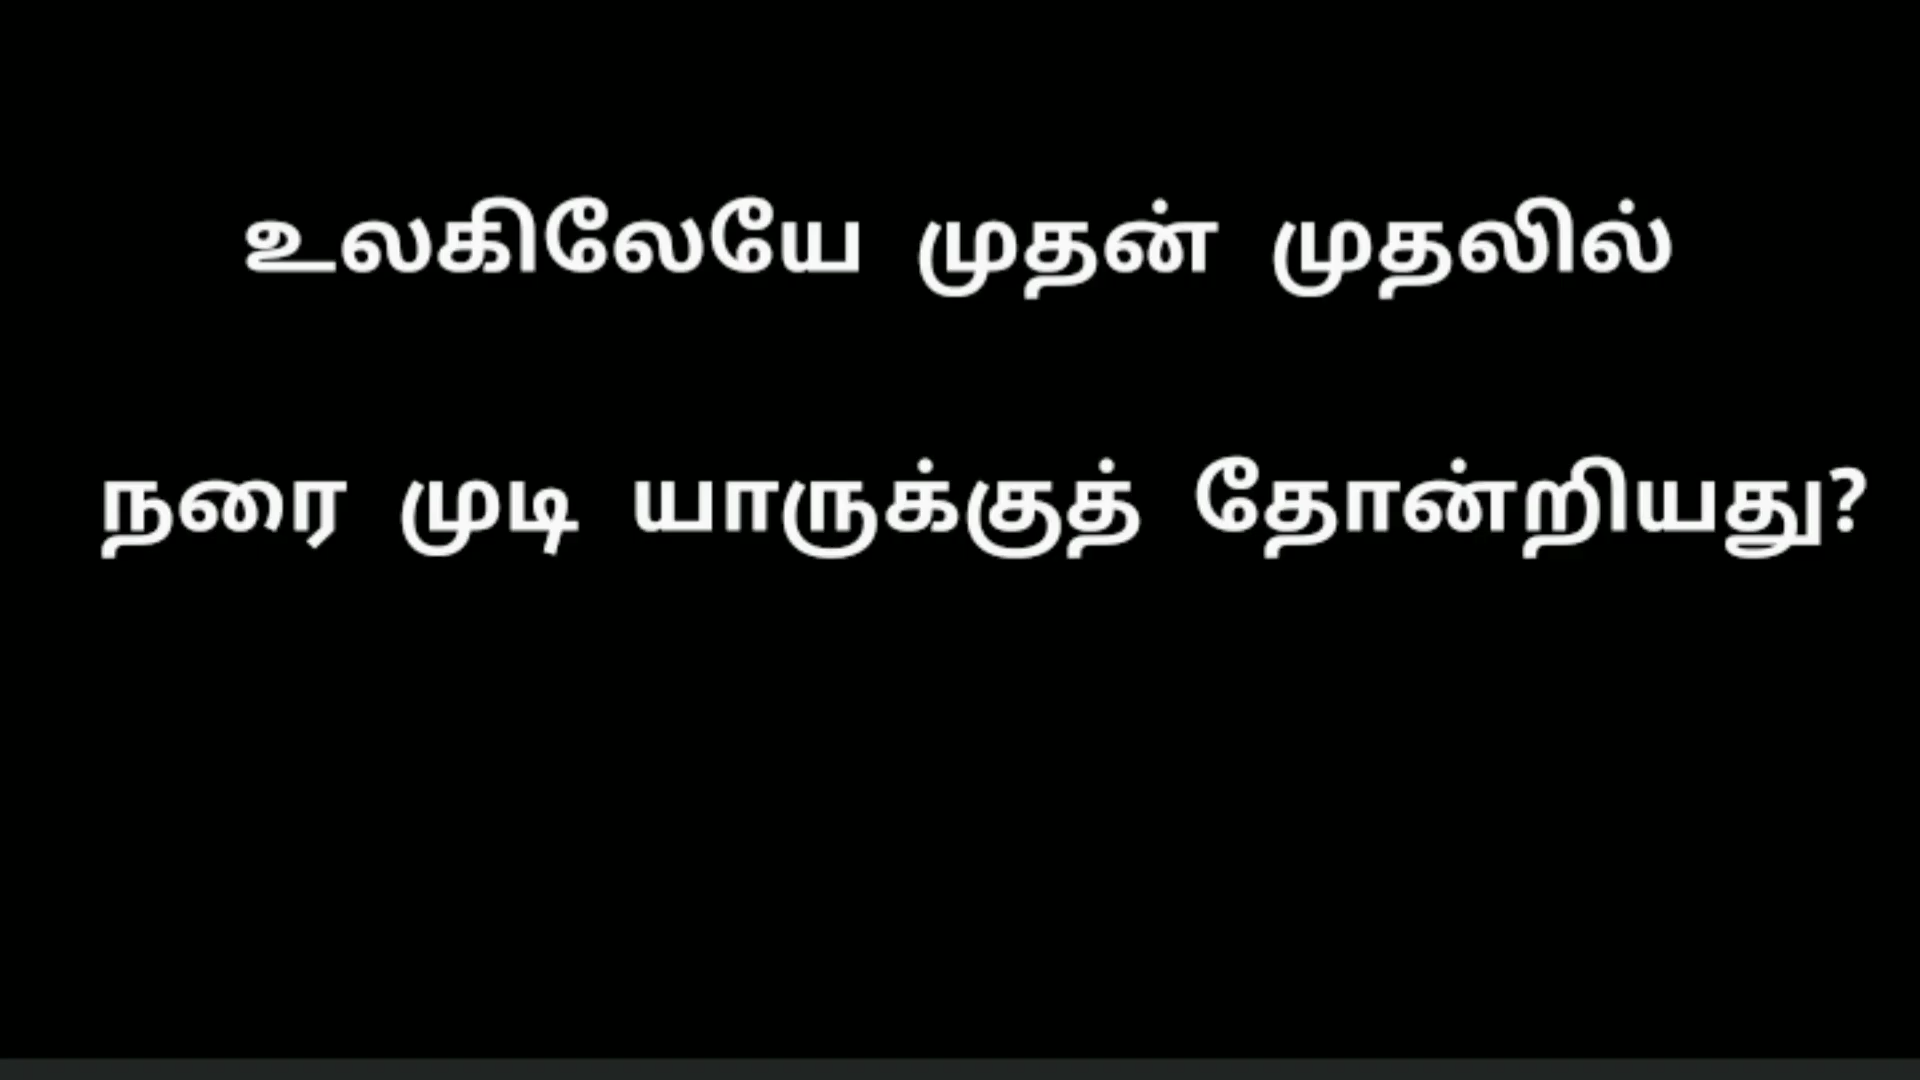 உலகிலேயே முதன் முதலில்
நரை முடி யாருக்குத் தோன்றியது?